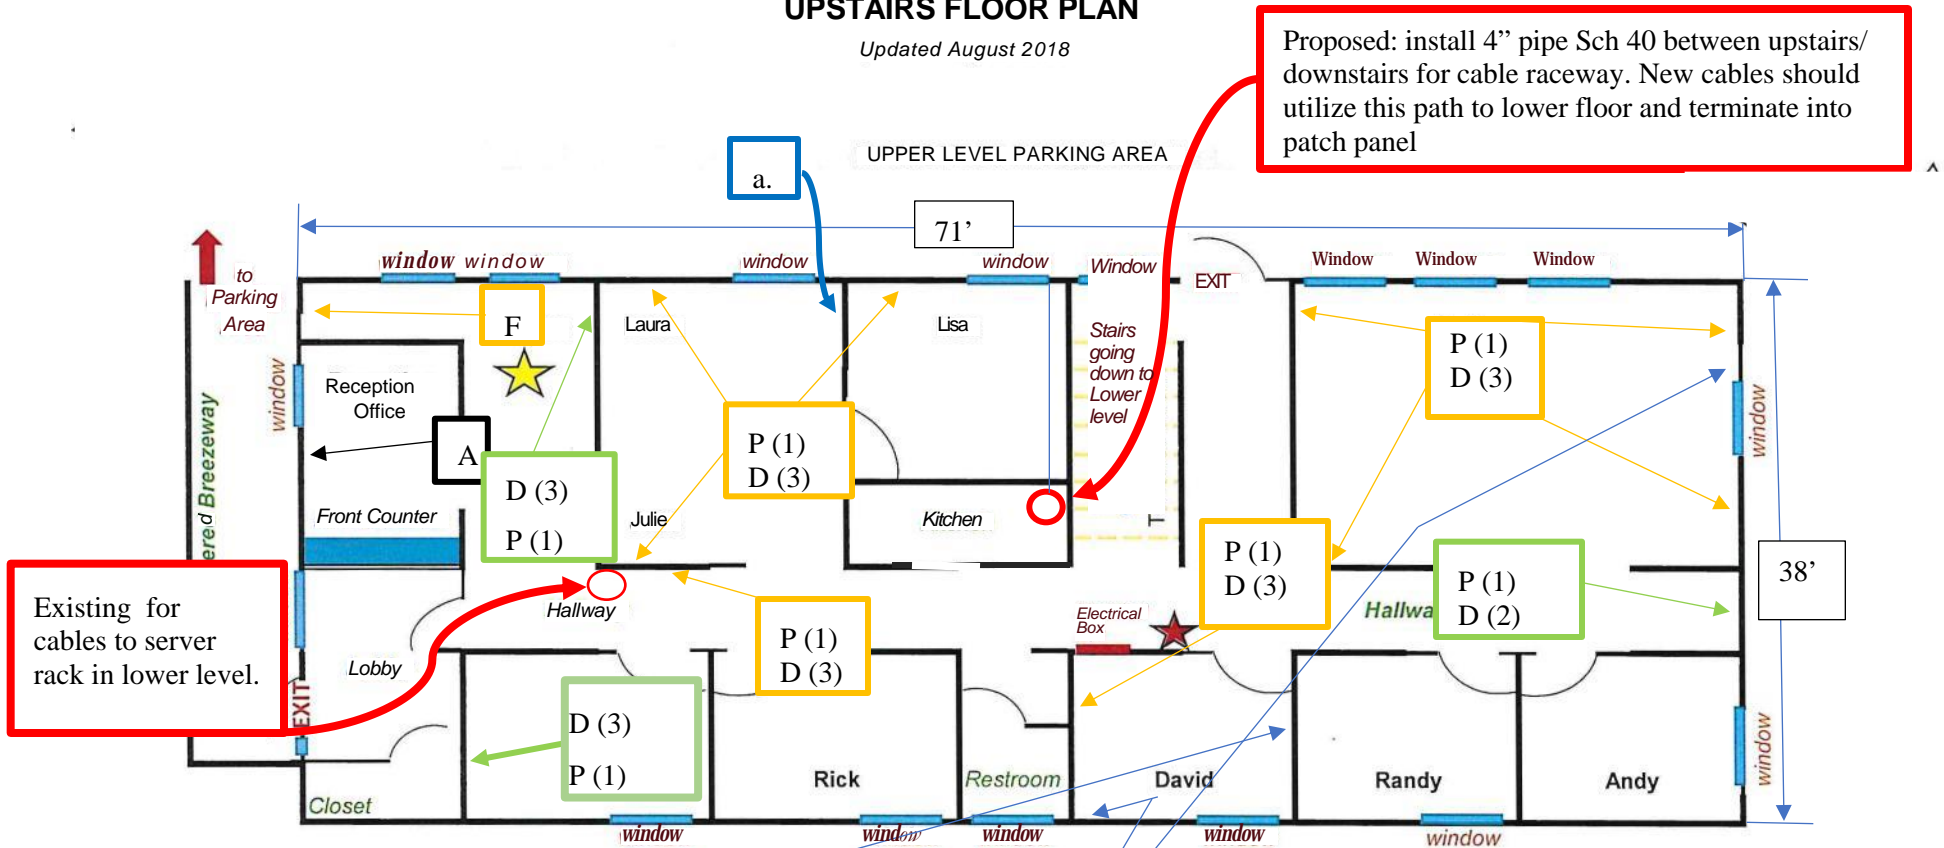 UPSTAIRS FLOOR PLAN
Updated August 2018
Proposed: install 4” pipe Sch 40 between upstairs/
downstairs for cable raceway. New cables should
utilize this path to lower floor and terminate into
patch panel
UPPER LEVEL PARKING AREA
a.
71’
to
Parking
Area
window window
window
window
Window
EXIT
Window
Window
Window
F
Laura
Lisa
Stairs
going
down to
Lower
level
P (1)
D (3)
window
Reception
Office
A
P (1)
D (3)
window
ered Breezeway
D (3)
P (1)
Front Counter
Julie
Kitchen
T
P (1)
D (3)
P (1)
D (2)
38’
Existing for
cables to server
rack in lower level.
Hallway
Electrical
Box
Hallwa
P (1)
D (3)
Lobby
EXIT
D (3)
P (1)
Rick
Restroom
David
Randy
Andy
window
Closet
window
window
window
window
window